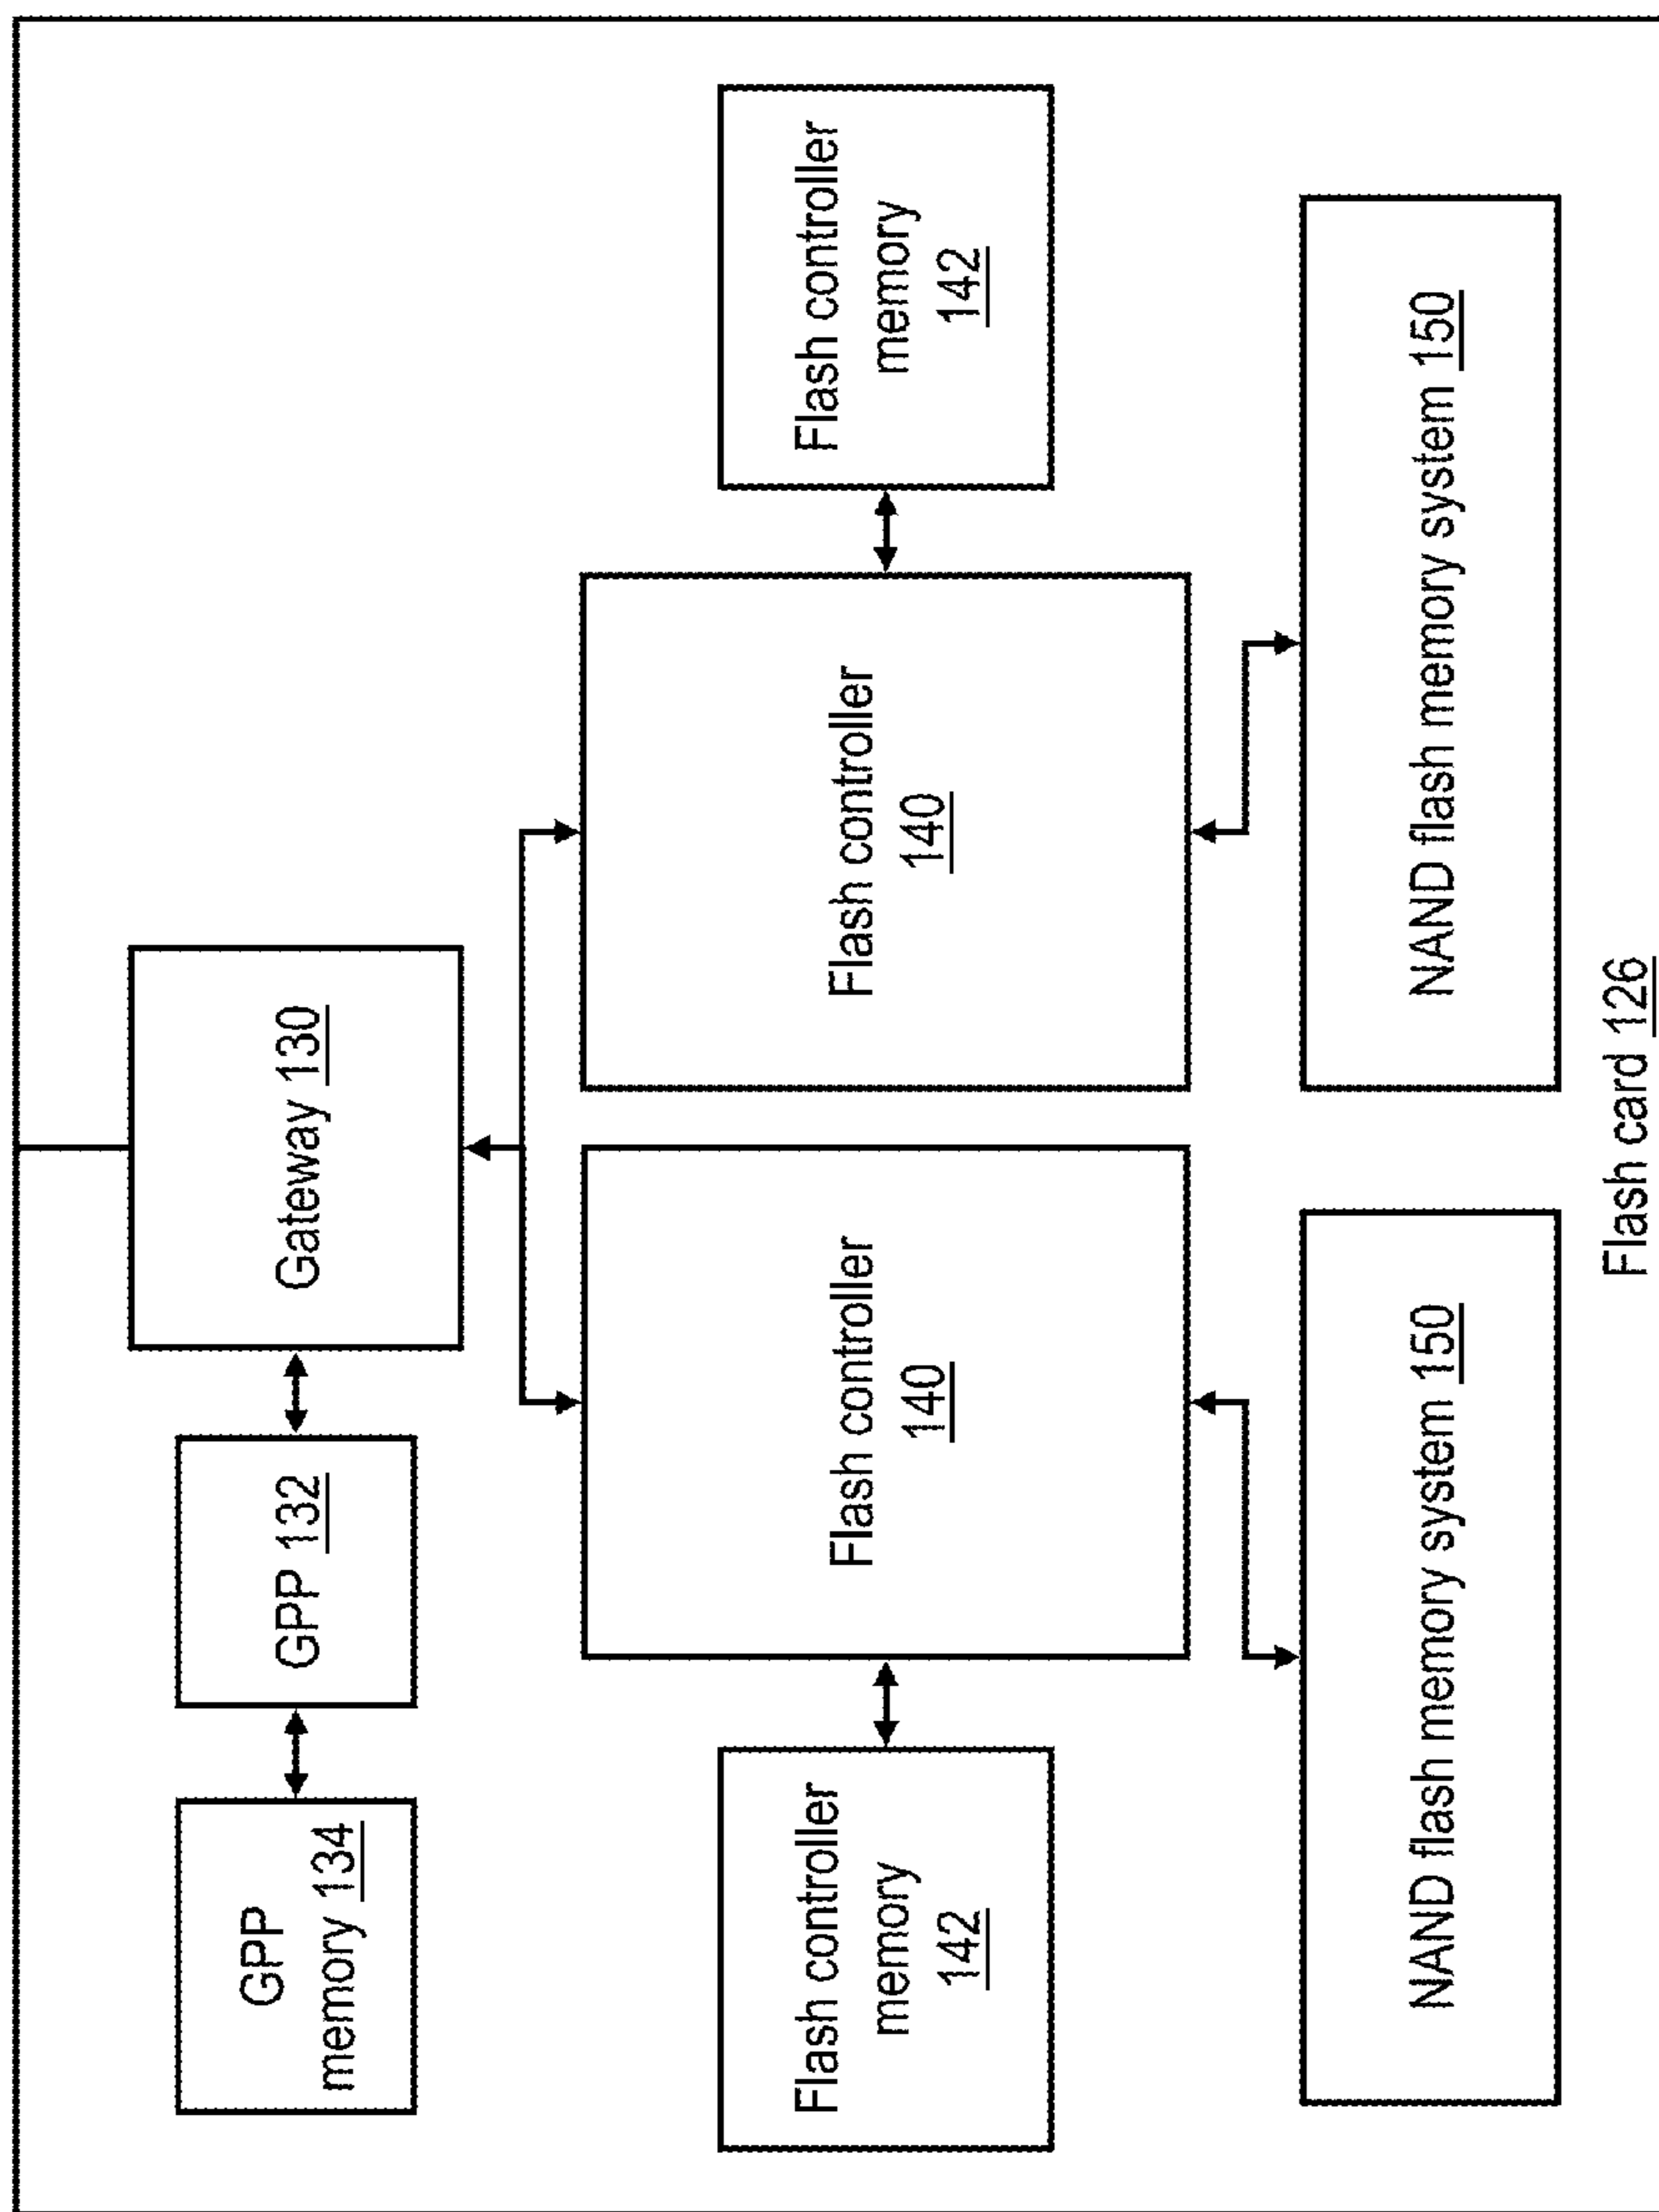 GPP
memory 134
GPP 132
Gateway 130
Flash controller
memory
142
Flash controller
140
Flash controller
140
Flash controller
memory
142
NAND flash memory system 150
NAND flash memory system 150
Flash card 126